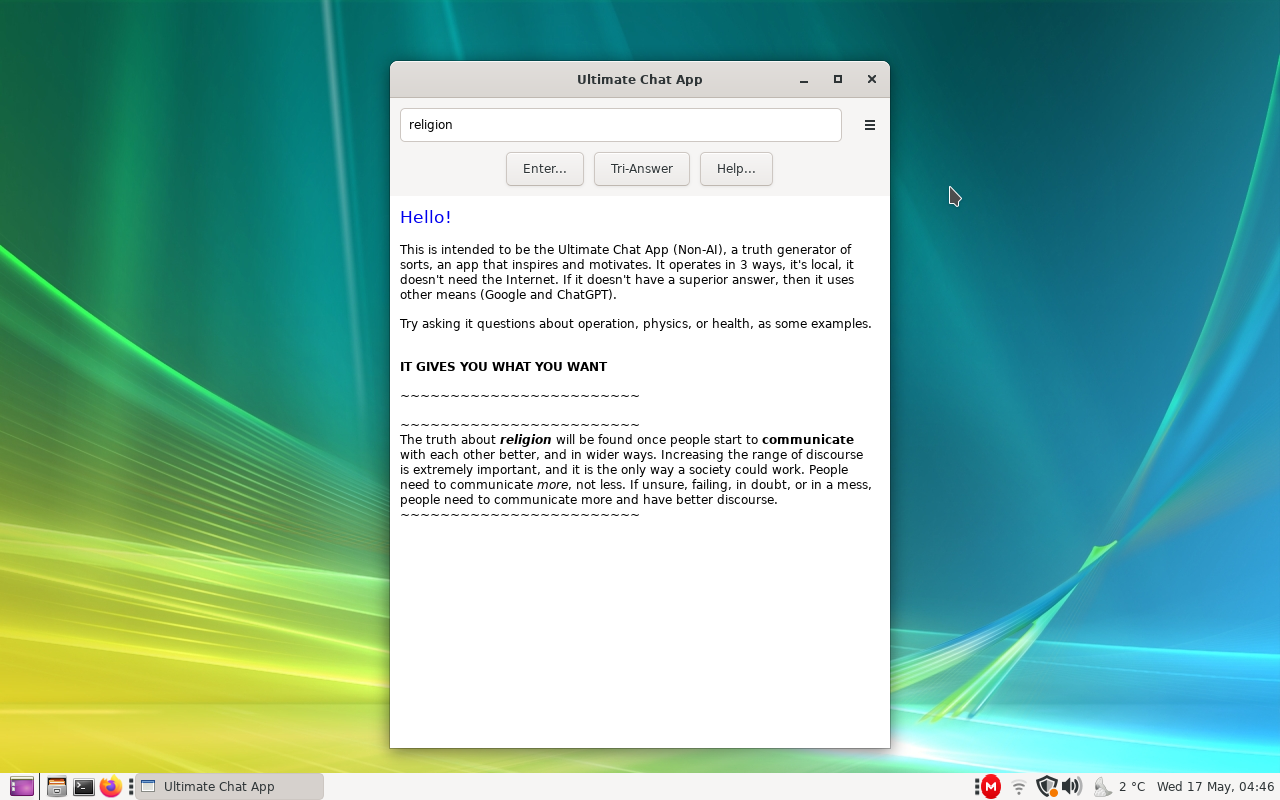 Ultimate Chat App
religion
Enter...
Tri-Answer
Help...
Hello!
This is intended to be the Ultimate Chat App (Non-AI), a truth generator of
sorts, an app that inspires and motivates. It operates in 3 ways, it's local, it
doesn't need the Internet. If it doesn't have a superior answer, then it uses
other means (Google and ChatGPT).
Try asking it questions about operation, physics, or health, as some examples.
IT GIVES YOU WHAT YOU WANT
~~~~~~~~~~~~~~~~~~~~~~~~
~~~~~~~~~~~~~~~~~~~~~~~~
The truth about religion will be found once people start to communicate
with each other better, and in wider ways. Increasing the range of discourse
is extremely important, and it is the only way a society could work. People
need to communicate more, not less. If unsure, failing, in doubt, or in a mess,
people need to communicate more and have better discourse.
~~~~~~~~~~~~~~~~~~~~~~~~
Ultimate Chat App
M
2 °C
Wed 17 May, 04:46